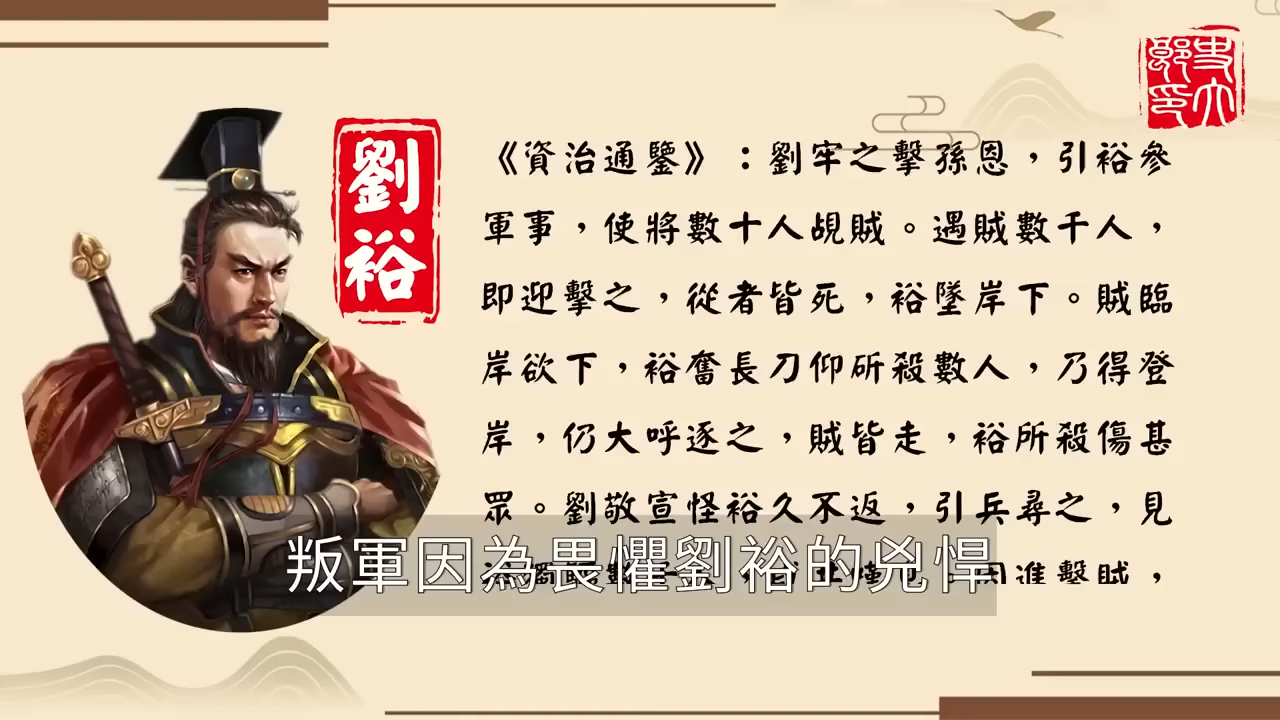 劉裕
《資治通鑒》：劉牢之擊孫恩，引裕參
軍事，使將數十人覘賊。遇賊數千人，
即迎擊之，從者皆死，裕墜岸下。賊臨
岸欲下，裕奮長刀仰斫殺數人，乃得登
岸，仍大呼逐之，賊皆走，裕所殺傷甚
眾。劉敬宣怪裕久不返，引兵尋之，見
進擊賊，
叛軍因為畏懼劉裕的兇悍